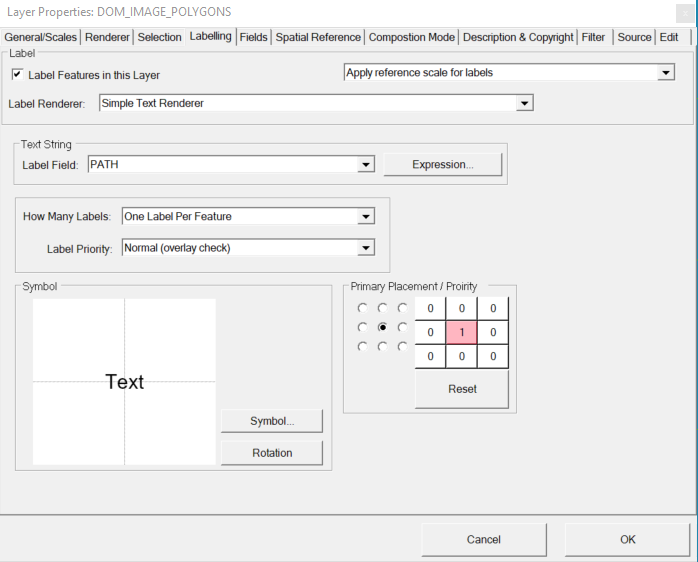 Layer Properties: DOM_IMAGE_POLYGONS
General/Scales Renderer Selection Labelling Fields Spatial Reference Compostion Mode Description & Copyright Filter Source Edit
Label
Label Features in this Layer Apply reference scale for labels
Label Renderer: Simple Text Renderer
Text String
Label Field: PATH Expression...
How Many Labels: One Label Per Feature
Label Priority: Normal (overlay check)
Symbol
Text
Symbol...
Rotation
Primary Placement / Proirity
0 0 0
0 1 0
0 0 0
Reset
Cancel OK